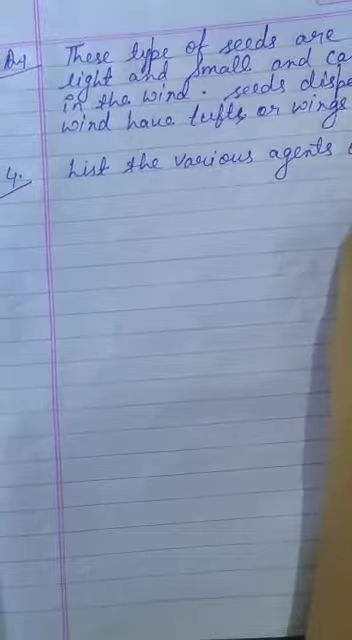 Ans These type of seeds are
light and small and ca
in the wind. seeds dispe
wind have tufts or wings
4. List the various agents